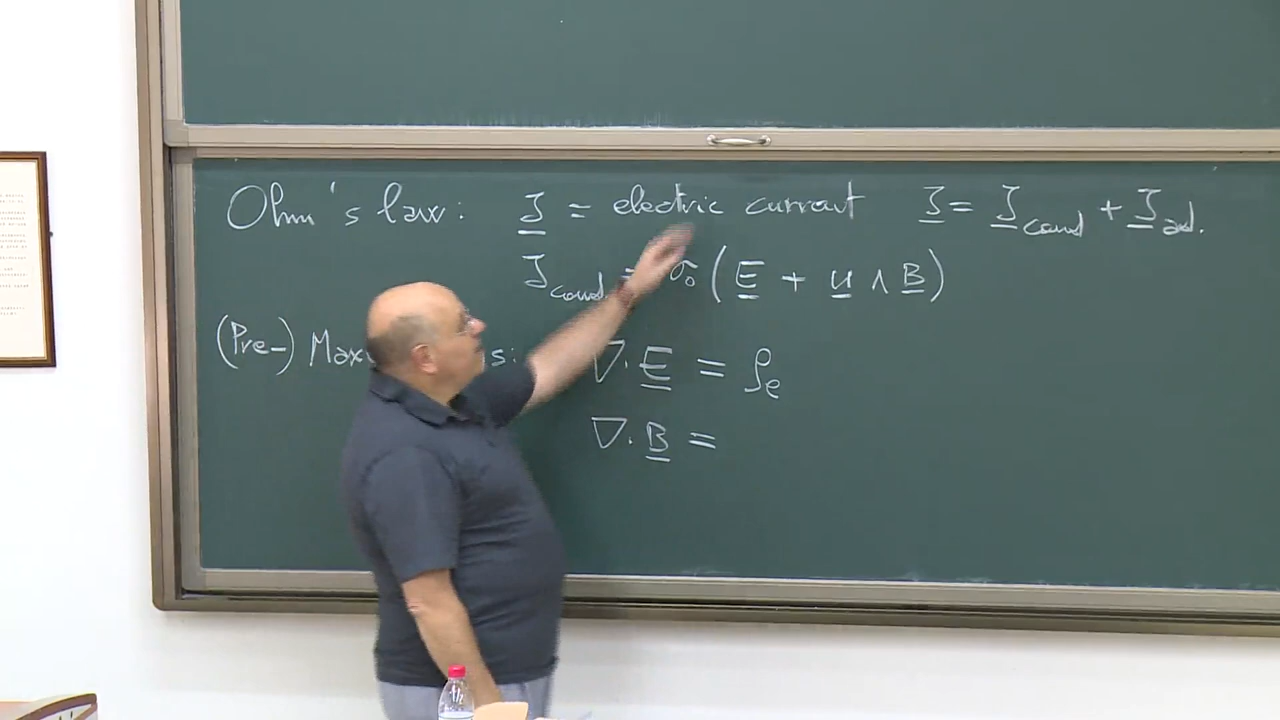 Ohm's law: J = electric current J = J_cond + J_ad.
J_cond = σ₀ (E + u ∧ B)
(Pre-) Max s: ∇· E = ρ_e
∇· B =